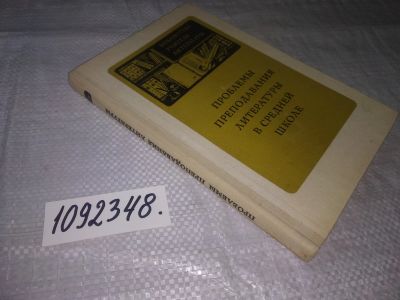 ПРОБЛЕМЫ
ПРЕПОДАВАНИЯ
ЛИТЕРАТУРЫ
В СРЕДНЕЙ
ШКОЛЕ
ПРОБЛЕМЫ ПРЕПОДАВАНИЯ ЛИТЕРАТУРЫ
1092348.